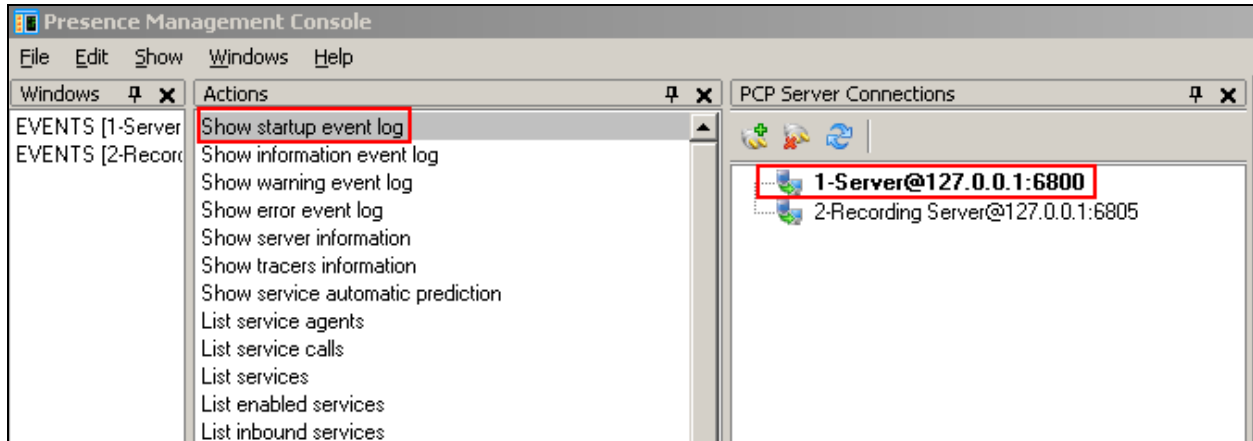 Presence Management Console
File Edit Show Windows Help
Windows
EVENTS [1-Server
EVENTS [2-Recor
Actions
Show startup event log
Show information event log
Show warning event log
Show error event log
Show server information
Show tracers information
Show service automatic prediction
List service agents
List service calls
List services
List enabled services
List inbound services
PCP Server Connections
1-Server@127.0.0.1:6800
2-Recording Server@127.0.0.1:6805